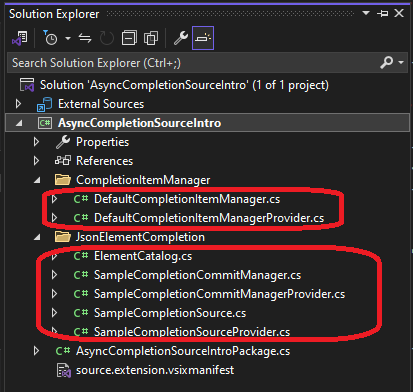 Solution Explorer
Search Solution Explorer (Ctrl+;)
Solution 'AsyncCompletionSourceIntro' (1 of 1 project)
External Sources
C# AsyncCompletionSourceIntro
Properties
References
CompletionItemManager
C# DefaultCompletionItemManager.cs
C# DefaultCompletionItemManagerProvider.cs
JsonElementCompletion
C# ElementCatalog.cs
C# SampleCompletionCommitManager.cs
C# SampleCompletionCommitManagerProvider.cs
C# SampleCompletionSource.cs
C# SampleCompletionSourceProvider.cs
C# AsyncCompletionSourceIntroPackage.cs
source.extension.vsixmanifest